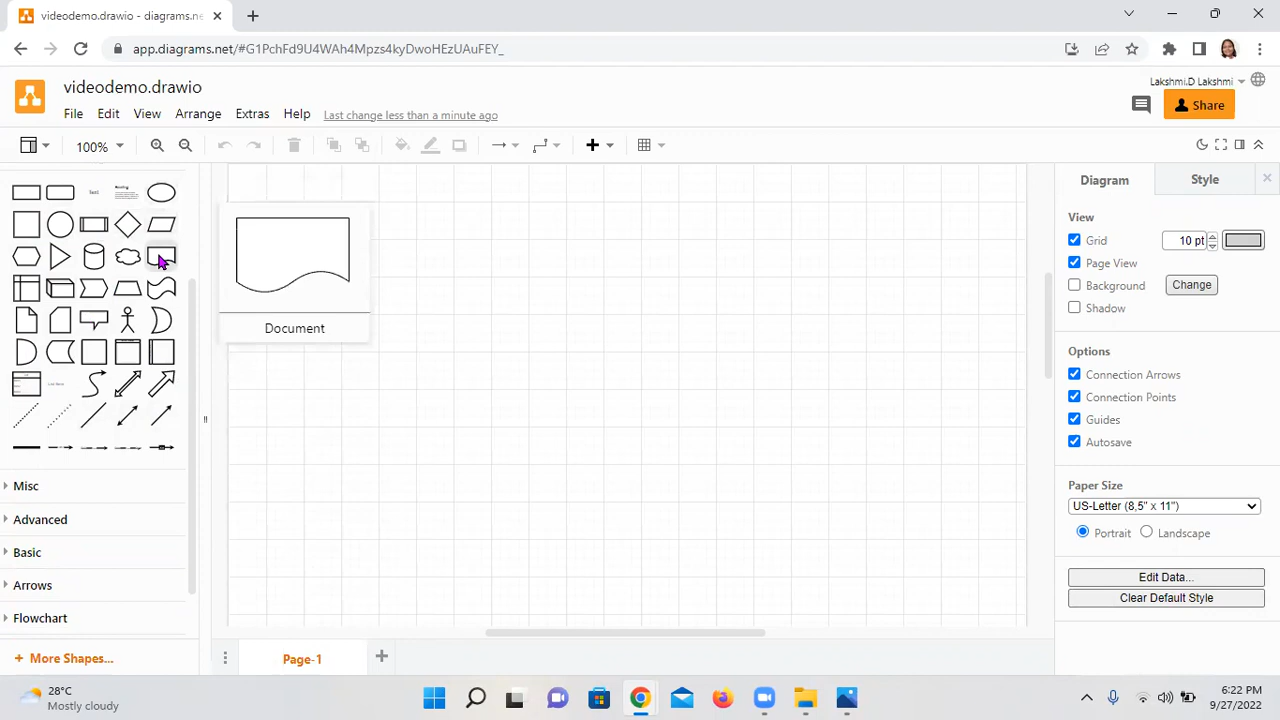 videodemo.drawio - diagrams.ne
app.diagrams.net/#G1PchFd9U4WAh4Mpzs4kyDwoHEzUAuFEY_
videodemo.drawio
Lakshmi.D Lakshmi
File Edit View Arrange Extras Help Last change less than a minute ago
Share
100%
Diagram Style
Text
Heading
View
Grid 10 pt
Page View
Background Change
Shadow
Document
Options
Connection Arrows
Connection Points
Guides
Autosave
Misc
Paper Size
US-Letter (8,5" x 11")
Advanced
Portrait Landscape
Basic
Edit Data...
Arrows
Clear Default Style
Flowchart
+ More Shapes...
Page-1
28°C
Mostly cloudy
6:22 PM
9/27/2022